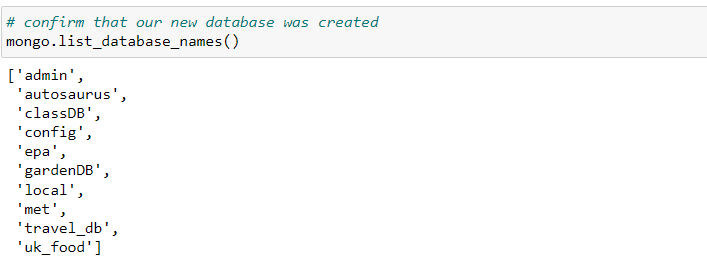 # confirm that our new database was created
mongo.list_database_names()
['admin',
 'autosaurus',
 'classDB',
 'config',
 'epa',
 'gardenDB',
 'local',
 'met',
 'travel_db',
 'uk_food']